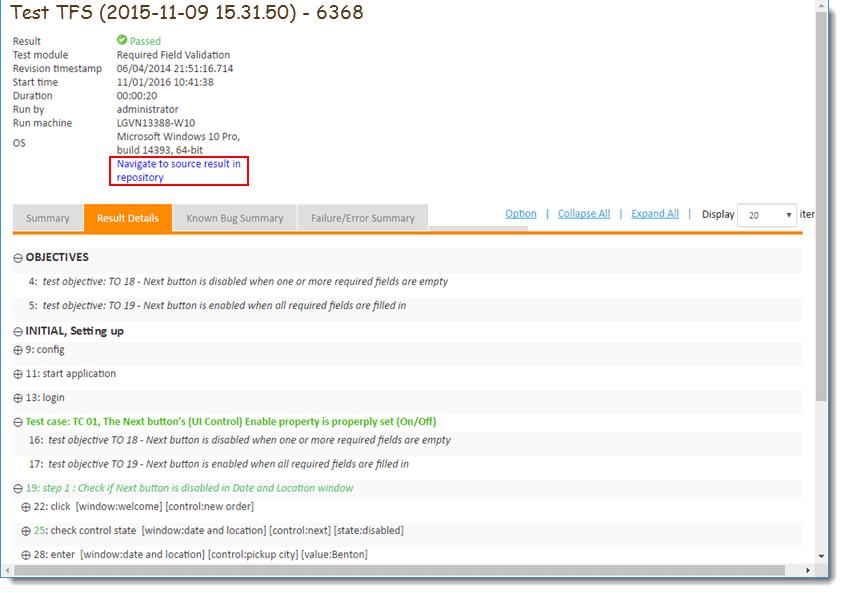 Test TFS (2015-11-09 15.31.50) - 6368
Result Passed
Test module Required Field Validation
Revision timestamp 06/04/2014 21:51:16.714
Start time 11/01/2016 10:41:38
Duration 00:00:20
Run by administrator
Run machine LGVN13388-W10
OS Microsoft Windows 10 Pro,
build 14393, 64-bit
Navigate to source result in
repository
Summary Result Details Known Bug Summary Failure/Error Summary Option | Collapse All | Expand All | Display 20 iter
OBJECTIVES
4: test objective: TO 18 - Next button is disabled when one or more required fields are empty
5: test objective: TO 19 - Next button is enabled when all required fields are filled in
INITIAL, Setting up
9: config
11: start application
13: login
Test case: TC 01, The Next button's (UI Control) Enable property is properply set (On/Off)
16: test objective TO 18 - Next button is disabled when one or more required fields are empty
17: test objective TO 19 - Next button is enabled when all required fields are filled in
19: step 1 : Check if Next button is disabled in Date and Location window
22: click [window:welcome] [control:new order]
25: check control state [window:date and location] [control:next] [state:disabled]
28: enter [window:date and location] [control:pickup city] [value:Benton]